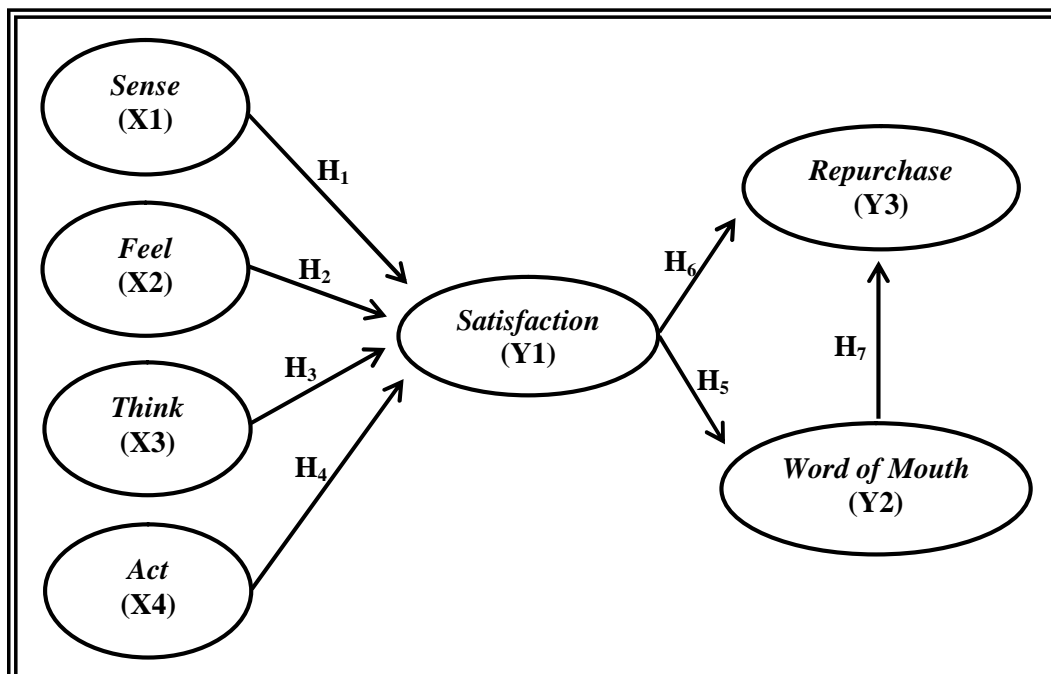 Sense
(X1)
H₁
Feel
(X2)
H₂
Think
(X3)
H₃
Act
(X4)
H₄
Satisfaction
(Y1)
H₆
H₅
Repurchase
(Y3)
H₇
Word of Mouth
(Y2)